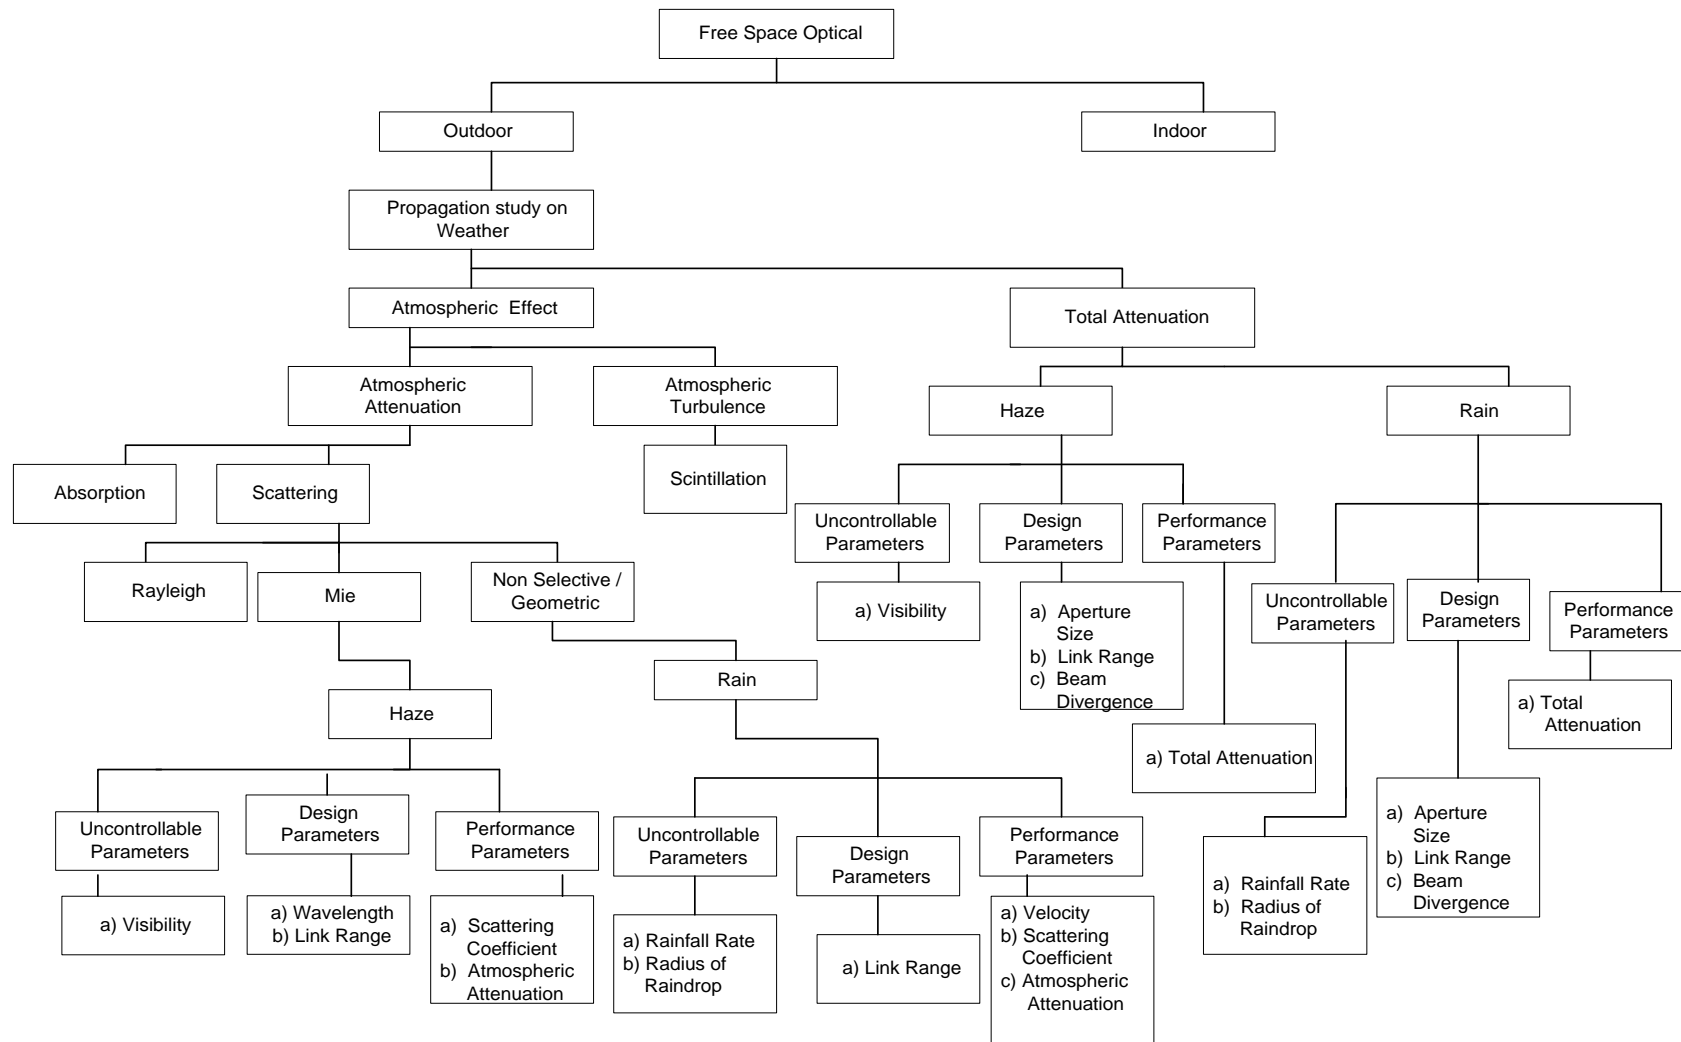 Free Space Optical
Outdoor
Indoor
Propagation study on
Weather
Atmospheric Effect
Total Attenuation
Atmospheric
Attenuation
Atmospheric
Turbulence
Haze
Rain
Absorption
Scattering
Scintillation
Uncontrollable
Parameters
Design
Parameters
Performance
Parameters
Rayleigh
Mie
Non Selective /
Geometric
a) Visibility
a) Aperture
Size
b) Link Range
c) Beam
Divergence
Uncontrollable
Parameters
Design
Parameters
Performance
Parameters
Rain
Haze
a) Total Attenuation
a) Total
Attenuation
Uncontrollable
Parameters
Design
Parameters
Performance
Parameters
Uncontrollable
Parameters
Design
Parameters
Performance
Parameters
a) Rainfall Rate
b) Radius of
Raindrop
a) Aperture
Size
b) Link Range
c) Beam
Divergence
a) Visibility
a) Wavelength
b) Link Range
a) Scattering
Coefficient
b) Atmospheric
Attenuation
a) Rainfall Rate
b) Radius of
Raindrop
a) Link Range
a) Velocity
b) Scattering
Coefficient
c) Atmospheric
Attenuation